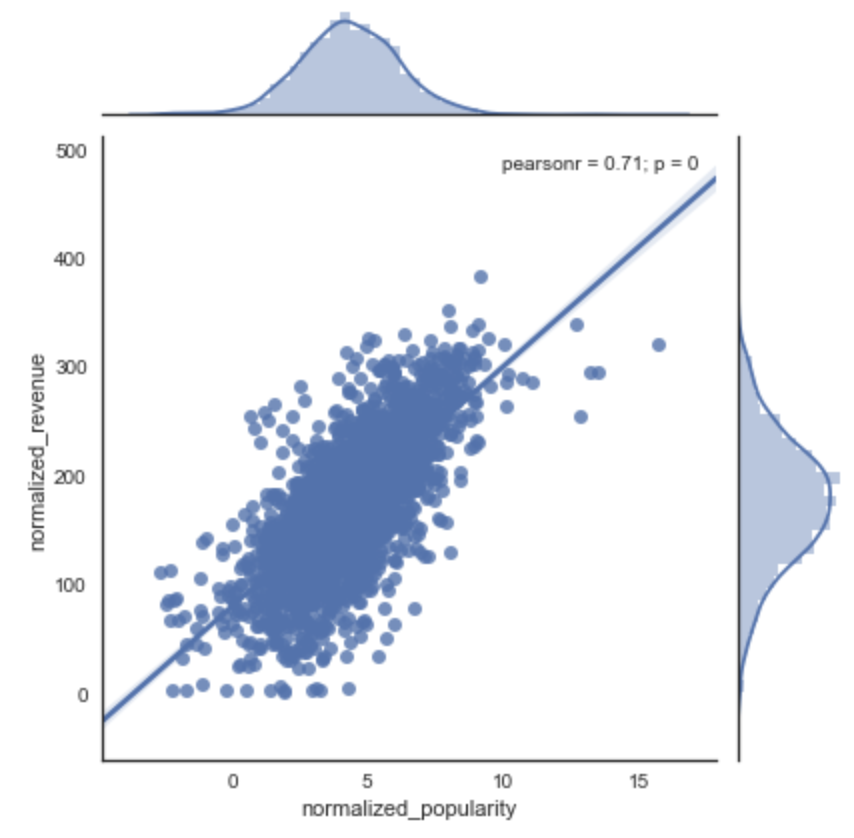 pearsonr = 0.71; p = 0
500
400
300
200
100
0
normalized_revenue
0 5 10 15
normalized_popularity